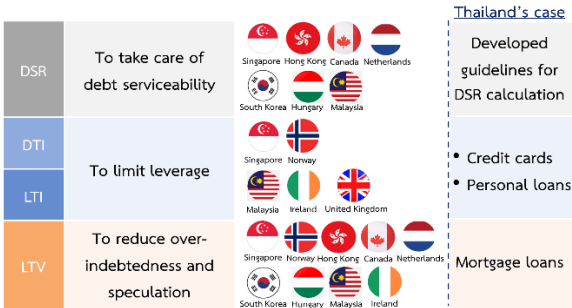 Thailand's case
DSR
To take care of
debt serviceability
Singapore Hong Kong Canada Netherlands
South Korea Hungary Malaysia
Developed
guidelines for
DSR calculation
DTI
LTI
To limit leverage
Singapore Norway
Malaysia Ireland United Kingdom
• Credit cards
• Personal loans
LTV
To reduce over-
indebtedness and
speculation
Singapore Norway Hong Kong Canada Netherlands
South Korea Hungary Malaysia Ireland
Mortgage loans